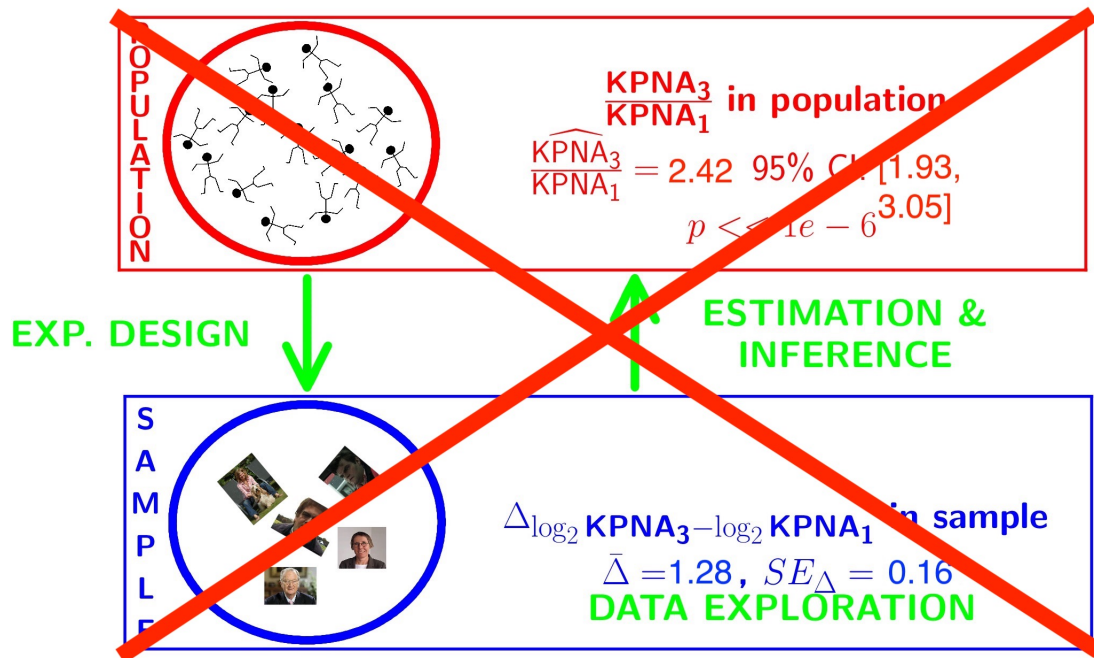 POPULATION
KPNA₃
KPNA₁ in population
KPNA₃
KPNA₁ = 2.42 95% CI [1.93,
3.05]
p << 1e − 6
EXP. DESIGN
ESTIMATION &
INFERENCE
SAMPLE
Δlog₂ KPNA₃−log₂ KPNA₁ in sample
Δ̄ =1.28 , SE_Δ = 0.16
DATA EXPLORATION